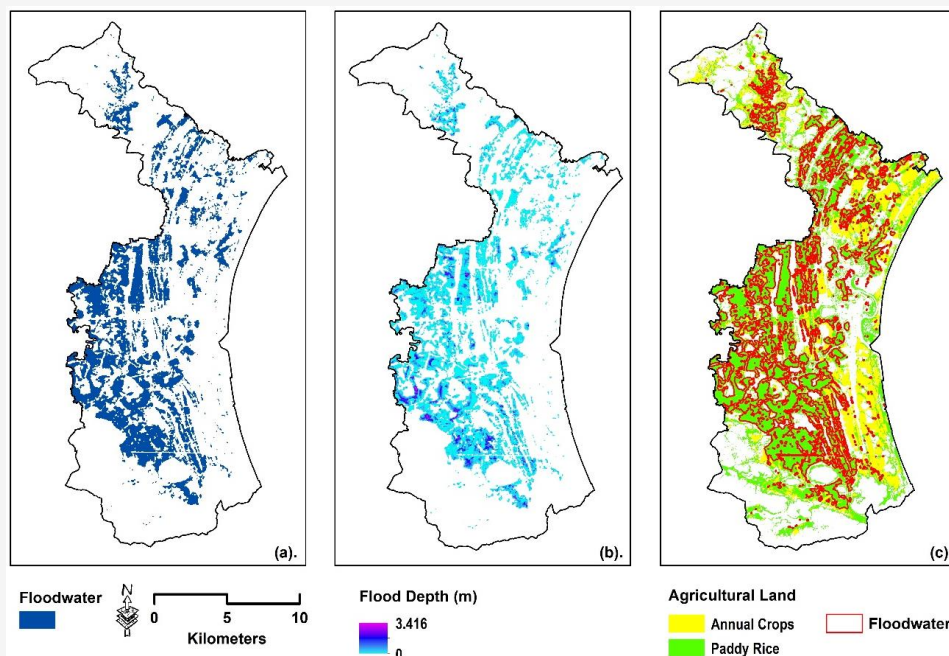 (a).
(b).
(c).
Floodwater
N
0 5 10
Kilometers
Flood Depth (m)
3.416
0
Agricultural Land
Annual Crops
Floodwater
Paddy Rice